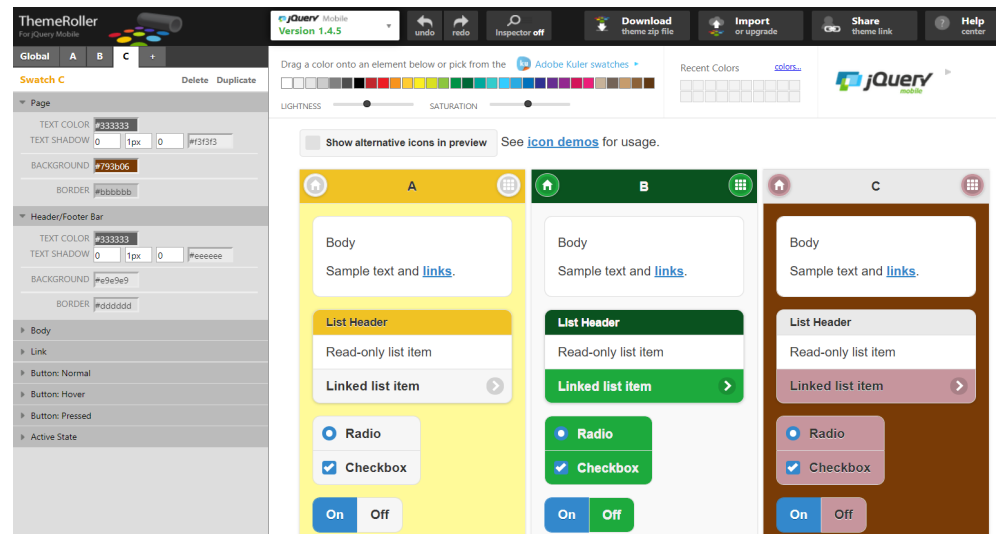 ThemeRoller
For jQuery Mobile
jQuery Mobile
Version 1.4.5
undo
redo
Inspector off
Download
theme zip file
Import
or upgrade
Share
theme link
Help
center
Global A B C +
Swatch C Delete Duplicate
Page
TEXT COLOR #333333
TEXT SHADOW 0 1px 0 #f3f3f3
BACKGROUND #793b06
BORDER #bbbbbb
Header/Footer Bar
TEXT COLOR #333333
TEXT SHADOW 0 1px 0 #eeeeee
BACKGROUND #e9e9e9
BORDER #dddddd
Body
Link
Button: Normal
Button: Hover
Button: Pressed
Active State
Drag a color onto an element below or pick from the Adobe Kuler swatches
LIGHTNESS SATURATION
Recent Colors colors...
jQuery
mobile
Show alternative icons in preview See icon demos for usage.
A
Body
Sample text and links.
List Header
Read-only list item
Linked list item
Radio
Checkbox
On Off
B
Body
Sample text and links.
List Header
Read-only list item
Linked list item
Radio
Checkbox
On Off
C
Body
Sample text and links.
List Header
Read-only list item
Linked list item
Radio
Checkbox
On Off